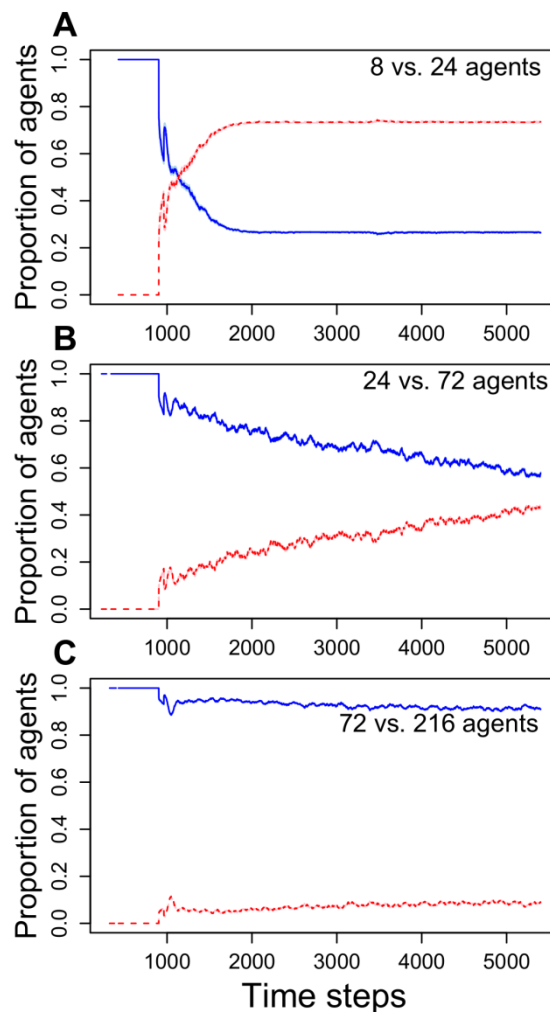 A
8 vs. 24 agents
Proportion of agents
0.0 0.2 0.4 0.6 0.8 1.0
1000 2000 3000 4000 5000
B
24 vs. 72 agents
Proportion of agents
0.0 0.2 0.4 0.6 0.8 1.0
1000 2000 3000 4000 5000
C
72 vs. 216 agents
Proportion of agents
0.0 0.2 0.4 0.6 0.8 1.0
1000 2000 3000 4000 5000
Time steps